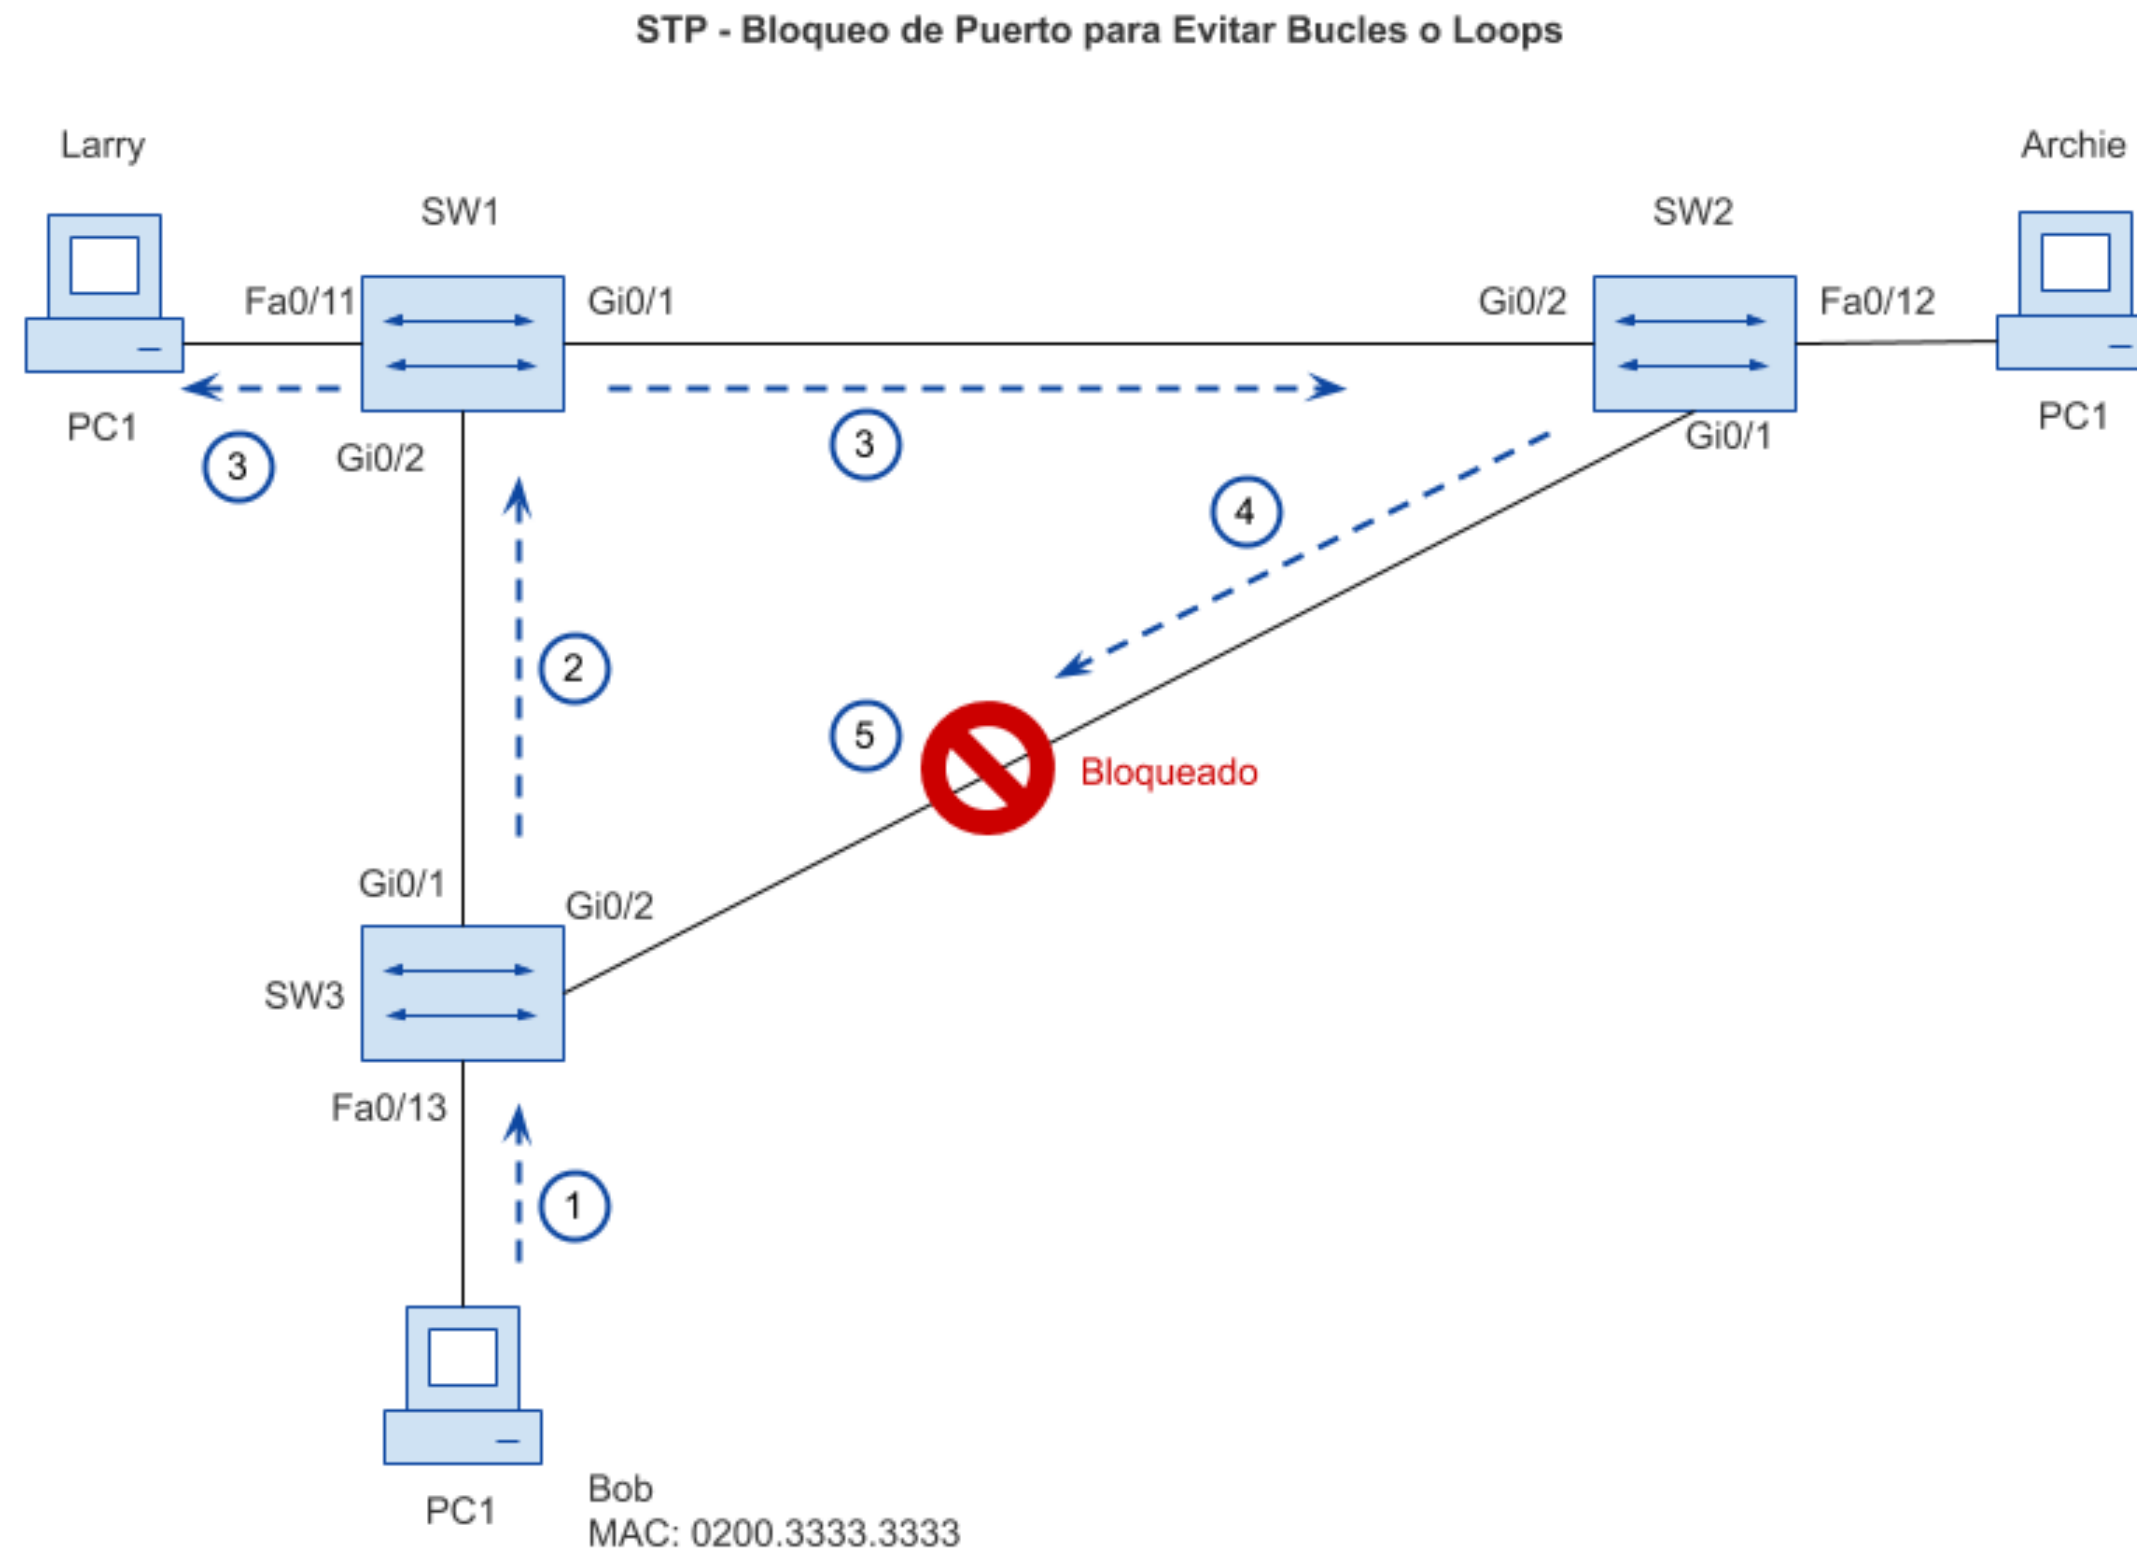 STP - Bloqueo de Puerto para Evitar Bucles o Loops
Larry
Archie
SW1
SW2
Fa0/11
Gi0/1
Gi0/2
Fa0/12
PC1
Gi0/2
3
3
Gi0/1
PC1
4
2
5
Bloqueado
Gi0/1
Gi0/2
SW3
Fa0/13
1
PC1
Bob
MAC: 0200.3333.3333